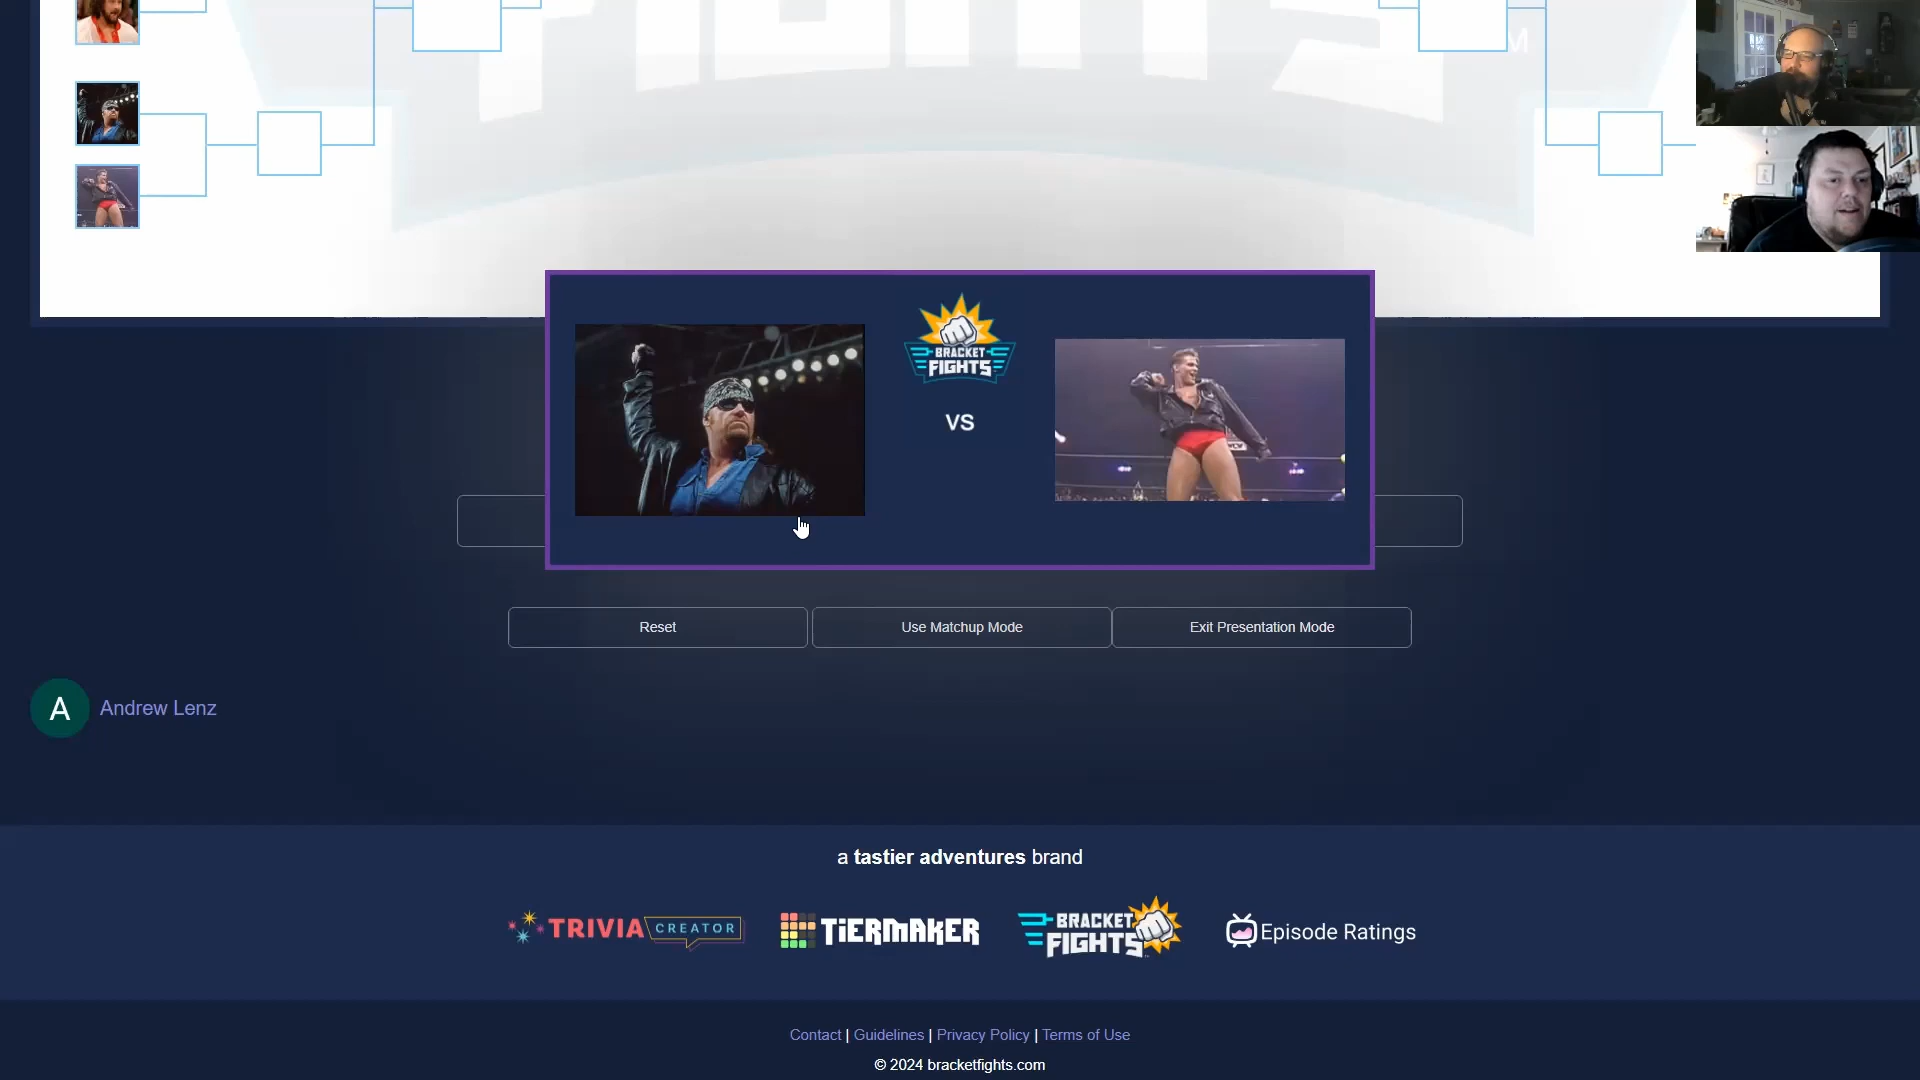 M
BRACKET
FIGHTS
VS
Reset
Use Matchup Mode
Exit Presentation Mode
A
Andrew Lenz
a tastier adventures brand
TRIVIA CREATOR
TiERMAKER
BRACKET
FIGHTS
Episode Ratings
Contact | Guidelines | Privacy Policy | Terms of Use
© 2024 bracketfights.com